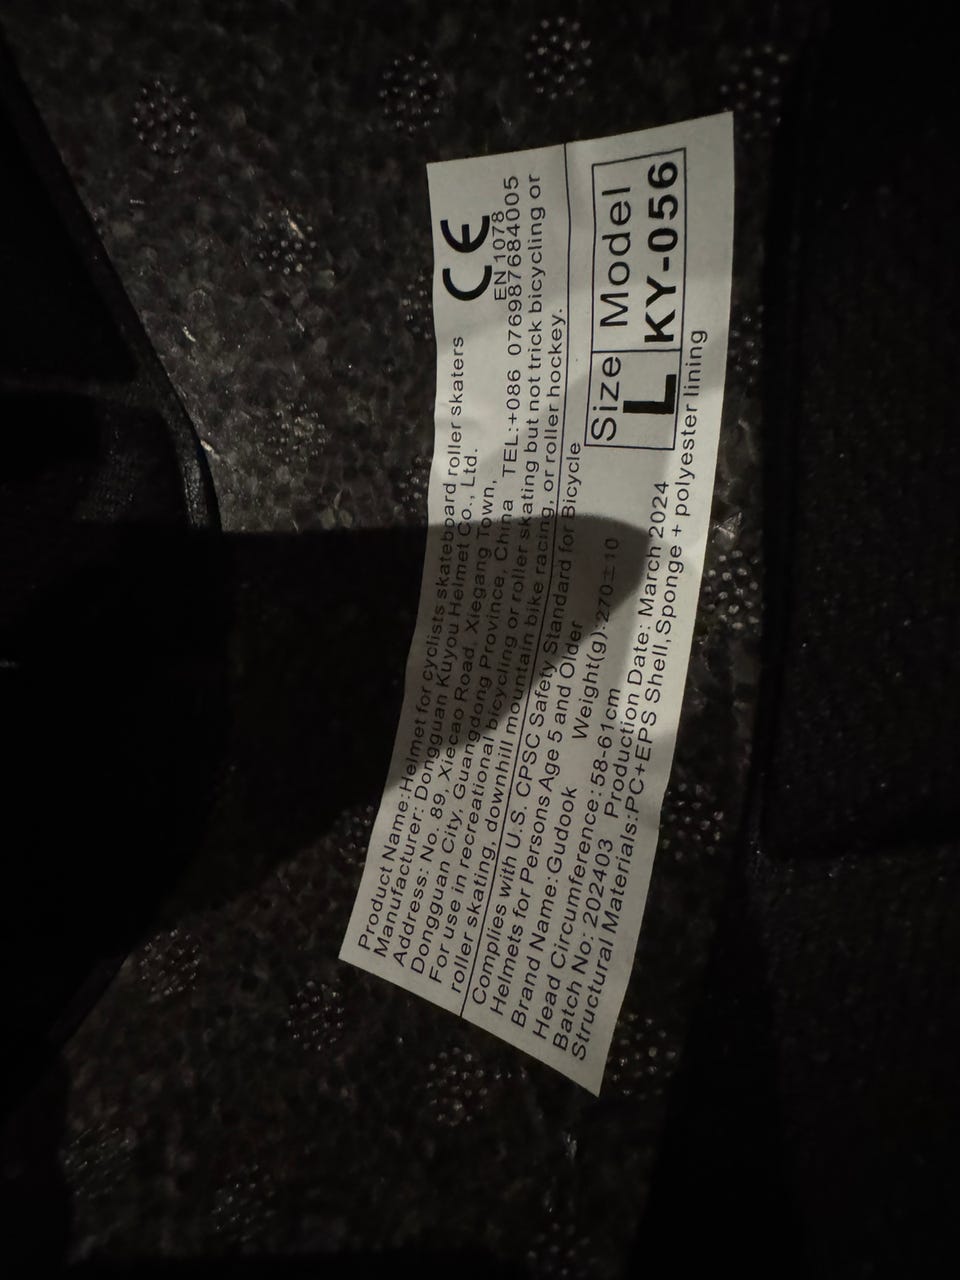 Product Name:Helmet for cyclists skateboard roller skaters
Manufacturer: Dongguan Kuyou Helmet Co., Ltd.
Address: No. 89, Xiecao Road, Xiegang Town,
Dongguan City, Guangdong Province, China TEL:+086 076987684005
CE
EN 1078
For use in recreational bicycling or roller skating but not trick bicycling or
roller skating, downhill mountain bike racing, or roller hockey.
Complies with U.S. CPSC Safety Standard for Bicycle
Helmets for Persons Age 5 and Older
Brand Name:Gudook Weight(g):270±10
Head Circumference:58-61cm
Batch No: 202403 Production Date: March 2024
Structural Materials:PC+EPS Shell,Sponge + polyester lining
Size Model
L KY-056